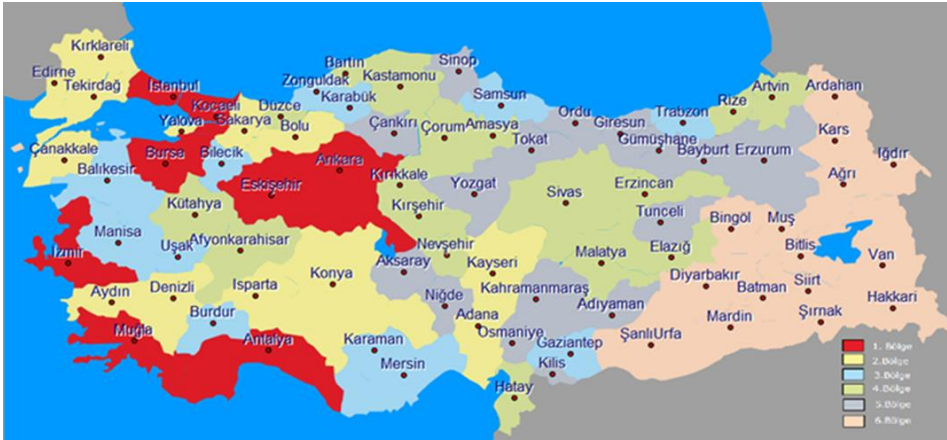 Kırklareli
Edirne
Tekirdağ
İstanbul
Kocaeli
Yalova
Sakarya
Düzce
Bolu
Zonguldak
Bartın
Karabük
Kastamonu
Sinop
Samsun
Çankırı
Çorum
Amasya
Tokat
Ordu
Giresun
Gümüşhane
Trabzon
Rize
Artvin
Ardahan
Kars
Iğdır
Bayburt
Erzurum
Ağrı
Çanakkale
Balıkesir
Bursa
Bilecik
Eskişehir
Ankara
Kırıkkale
Kırşehir
Yozgat
Sivas
Erzincan
Tunceli
Bingöl
Muş
Bitlis
Van
Kütahya
Manisa
Uşak
Afyonkarahisar
İzmir
Aydın
Denizli
Isparta
Konya
Aksaray
Nevşehir
Kayseri
Malatya
Elazığ
Diyarbakır
Batman
Siirt
Hakkari
Şırnak
Mardin
Niğde
Kahramanmaraş
Adıyaman
Adana
Osmaniye
ŞanlıUrfa
Gaziantep
Kilis
Hatay
Muğla
Burdur
Antalya
Karaman
Mersin
1. Bölge
2.Bölge
3.Bölge
4.Bölge
5.Bölge
6.Bölge